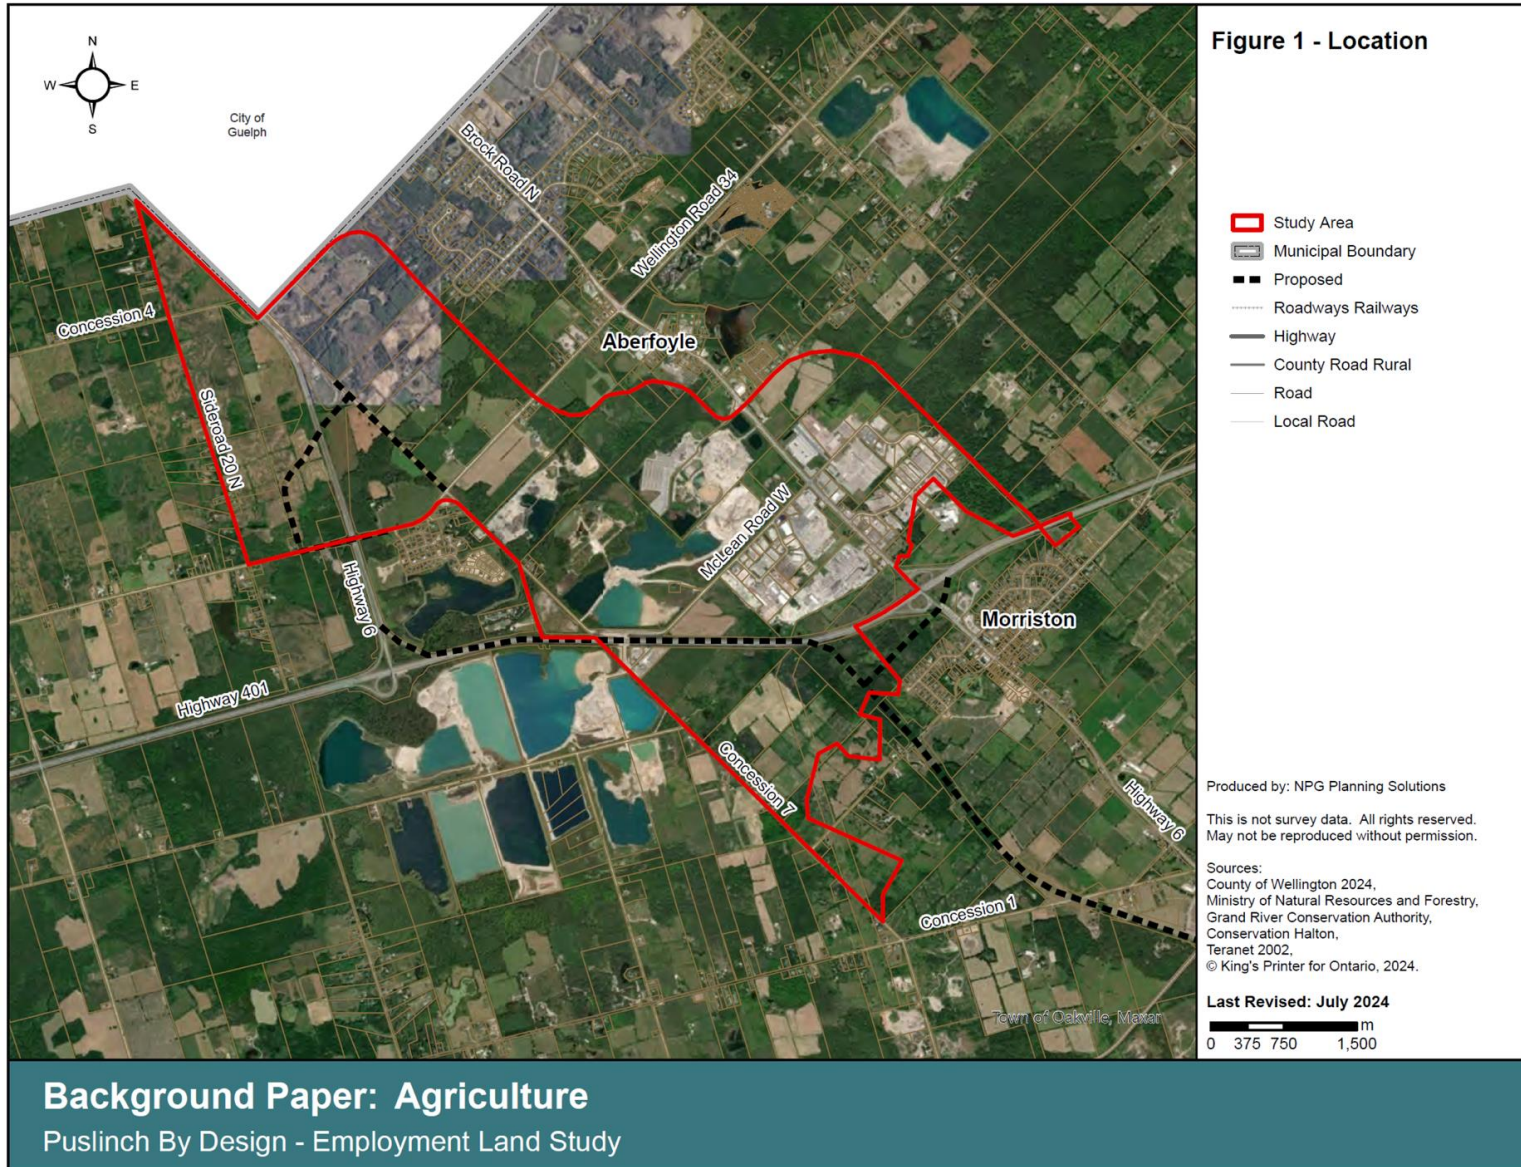 Figure 1 - Location
N
W
E
S
City of
Guelph
Brock Road N
Wellington Road 34
Concession 4
Aberfoyle
Sideroad 20 N
McLean Road W
Highway 6
Morriston
Highway 401
Concession 7
Highway 6
Concession 1
Town of Oakville, Maxar
Study Area
Municipal Boundary
Proposed
Roadways Railways
Highway
County Road Rural
Road
Local Road
Produced by: NPG Planning Solutions
This is not survey data. All rights reserved.
May not be reproduced without permission.
Sources:
County of Wellington 2024,
Ministry of Natural Resources and Forestry,
Grand River Conservation Authority,
Conservation Halton,
Teranet 2002,
© King's Printer for Ontario, 2024.
Last Revised: July 2024
m
0 375 750 1,500
Background Paper: Agriculture
Puslinch By Design - Employment Land Study